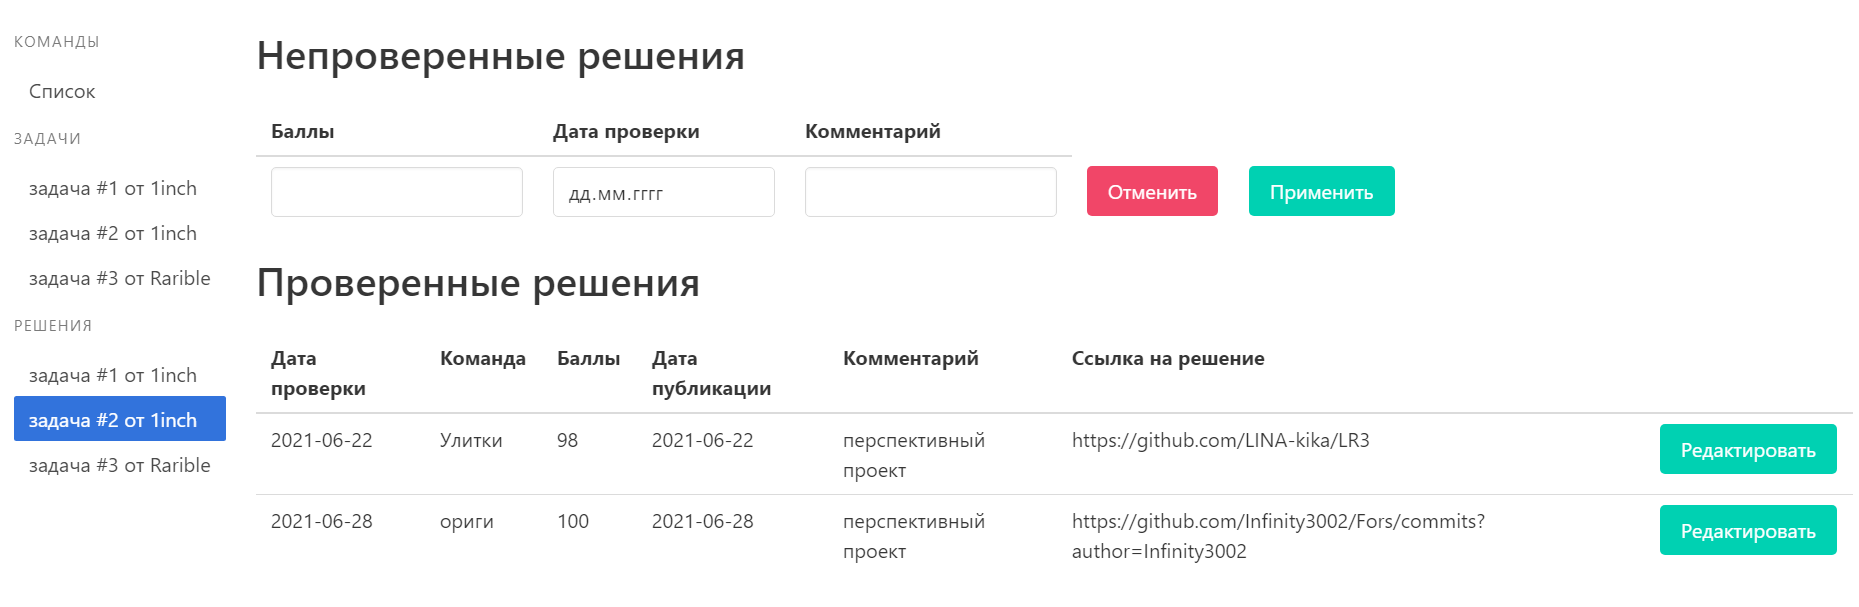 КОМАНДЫ
Список
ЗАДАЧИ
задача #1 от 1inch
задача #2 от 1inch
задача #3 от Rarible
РЕШЕНИЯ
задача #1 от 1inch
задача #2 от 1inch
задача #3 от Rarible
Непроверенные решения
Баллы Дата проверки Комментарий
дд.мм.гггг Отменить Применить
Проверенные решения
Дата Команда Баллы Дата Комментарий Ссылка на решение
проверки публикации
2021-06-22 Улитки 98 2021-06-22 перспективный https://github.com/LINA-kika/LR3 Редактировать
проект
2021-06-28 ориги 100 2021-06-28 перспективный https://github.com/Infinity3002/Fors/commits? Редактировать
проект author=Infinity3002